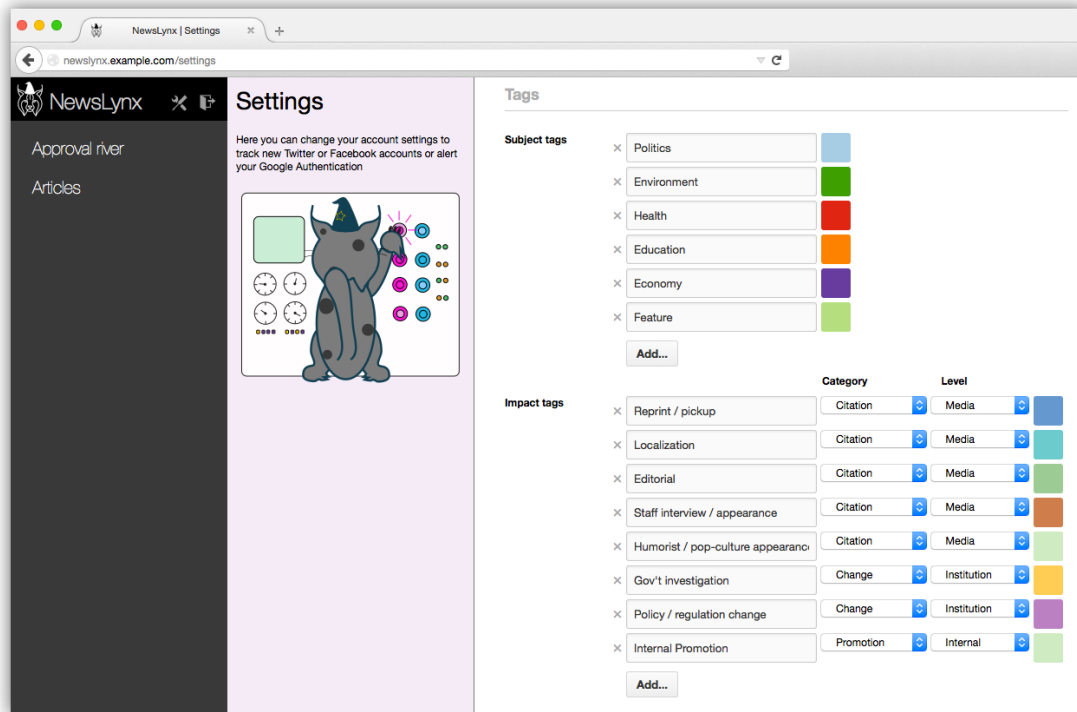 NewsLynx | Settings
newslynx.example.com/settings
NewsLynx
Approval river
Articles
Settings
Here you can change your account settings to
track new Twitter or Facebook accounts or alert
your Google Authentication
Tags
Subject tags
Politics
Environment
Health
Education
Economy
Feature
Add...
Category Level
Impact tags
Reprint / pickup Citation Media
Localization Citation Media
Editorial Citation Media
Staff interview / appearance Citation Media
Humorist / pop-culture appearanc Citation Media
Gov't investigation Change Institution
Policy / regulation change Change Institution
Internal Promotion Promotion Internal
Add...